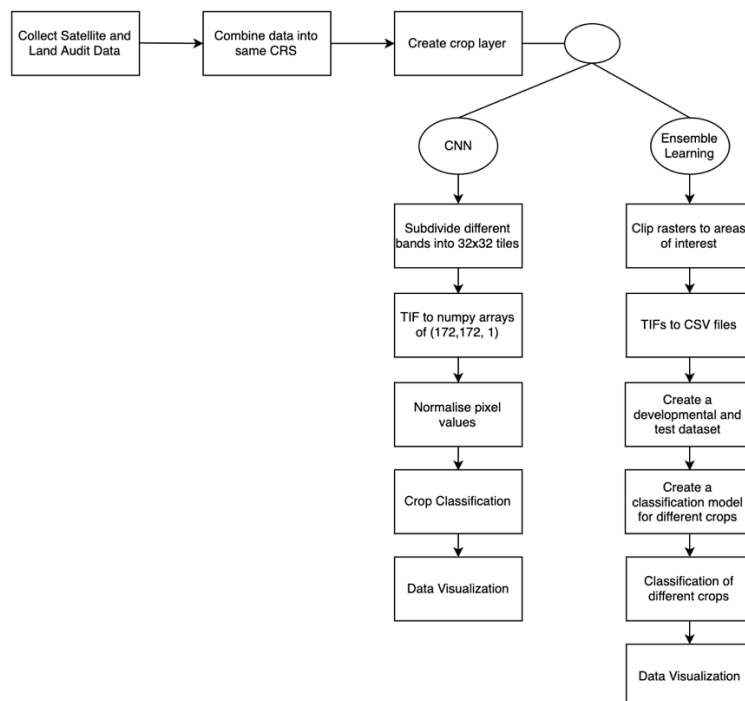 Collect Satellite and
Land Audit Data
Combine data into
same CRS
Create crop layer
CNN
Ensemble
Learning
Subdivide different
bands into 32x32 tiles
TIF to numpy arrays
of (172,172, 1)
Normalise pixel
values
Crop Classification
Data Visualization
Clip rasters to areas
of interest
TIFs to CSV files
Create a
developmental and
test dataset
Create a
classification model
for different crops
Classification of
different crops
Data Visualization